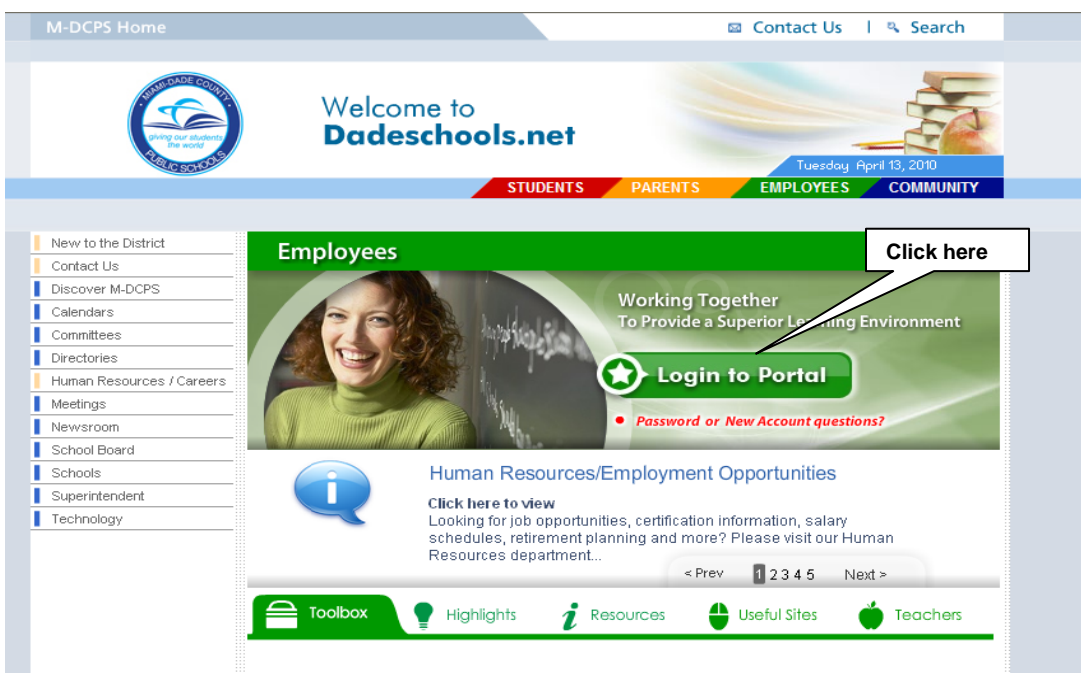 M-DCPS Home
Contact Us | Search
MIAMI-DADE COUNTY
giving our students
the world
PUBLIC SCHOOLS
Welcome to
Dadeschools.net
Tuesday April 13, 2010
STUDENTS PARENTS EMPLOYEES COMMUNITY
New to the District
Contact Us
Discover M-DCPS
Calendars
Committees
Directories
Human Resources / Careers
Meetings
Newsroom
School Board
Schools
Superintendent
Technology
Employees
Click here
Working Together
To Provide a Superior Learning Environment
Login to Portal
Password or New Account questions?
Human Resources/Employment Opportunities
Click here to view
Looking for job opportunities, certification information, salary
schedules, retirement planning and more? Please visit our Human
Resources department...
< Prev 1 2 3 4 5 Next >
Toolbox Highlights Resources Useful Sites Teachers